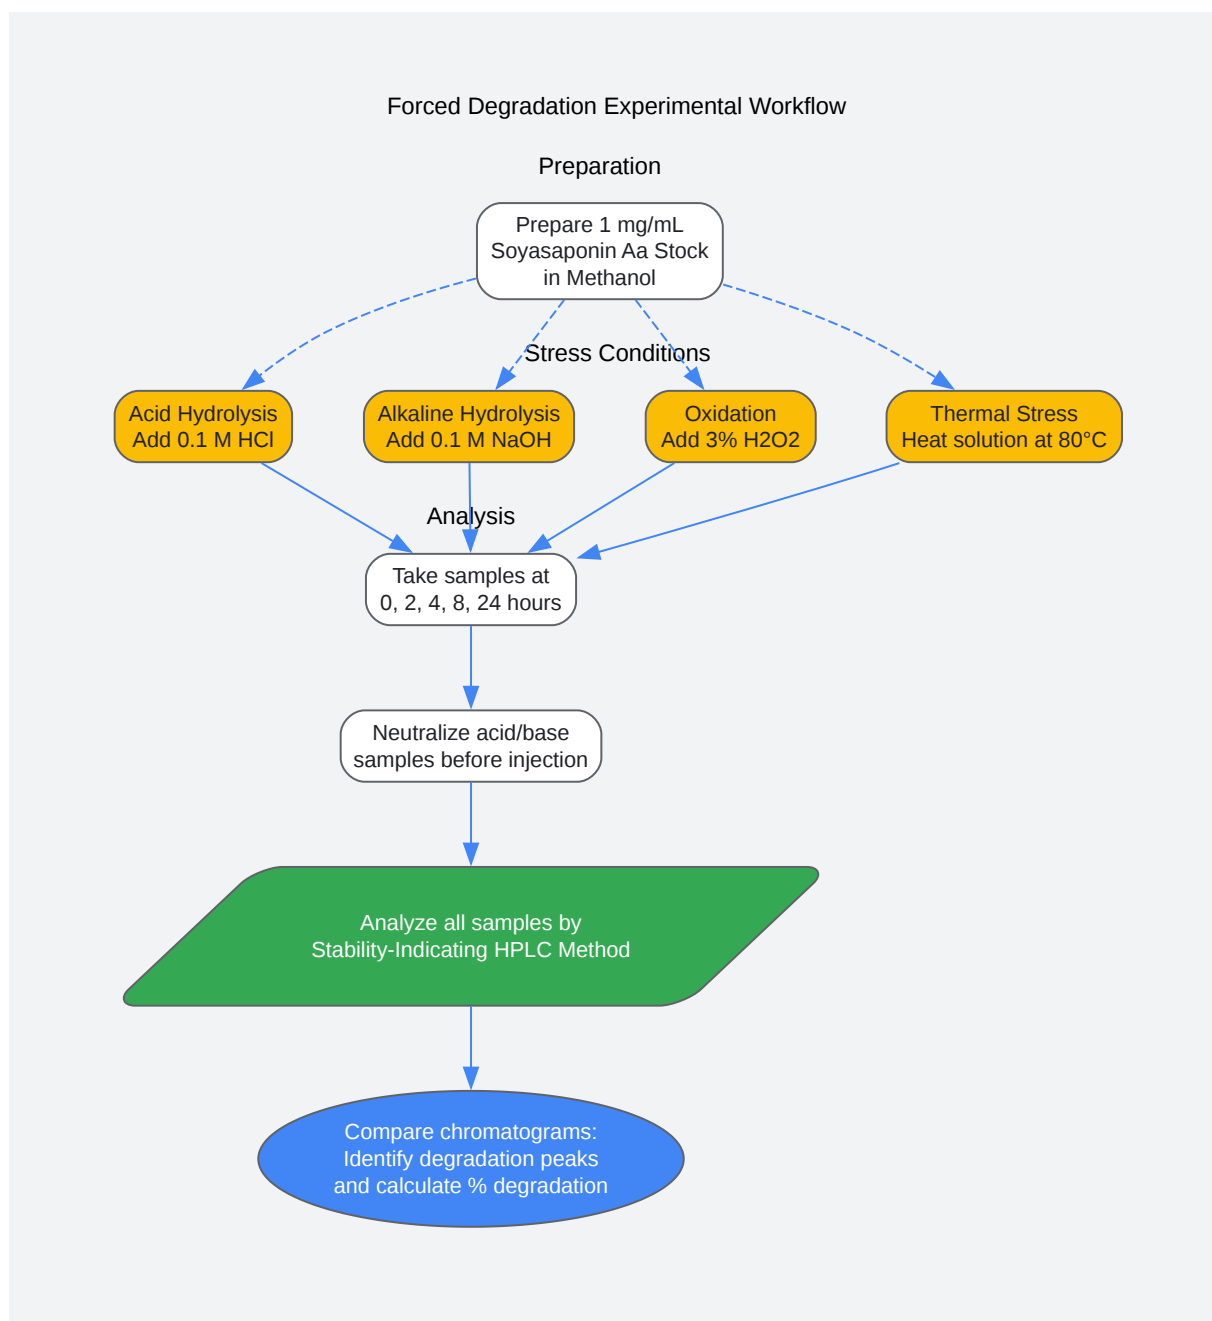 Forced Degradation Experimental Workflow
Preparation
Prepare 1 mg/mL
Soyasaponin Aa Stock
in Methanol
Stress Conditions
Acid Hydrolysis
Add 0.1 M HCl
Alkaline Hydrolysis
Add 0.1 M NaOH
Oxidation
Add 3% H2O2
Thermal Stress
Heat solution at 80°C
Analysis
Take samples at
0, 2, 4, 8, 24 hours
Neutralize acid/base
samples before injection
Analyze all samples by
Stability-Indicating HPLC Method
Compare chromatograms:
Identify degradation peaks
and calculate % degradation